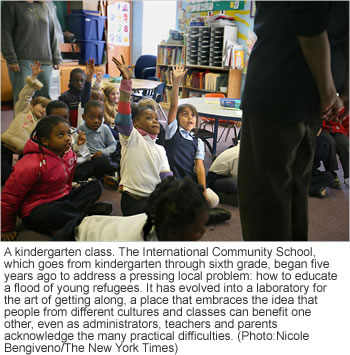 A kindergarten class. The International Community School,
which goes from kindergarten through sixth grade, began five
years ago to address a pressing local problem: how to educate
a flood of young refugees. It has evolved into a laboratory for
the art of getting along, a place that embraces the idea that
people from different cultures and classes can benefit one
other, even as administrators, teachers and parents
acknowledge the many practical difficulties. (Photo:Nicole
Bengiveno/The New York Times)